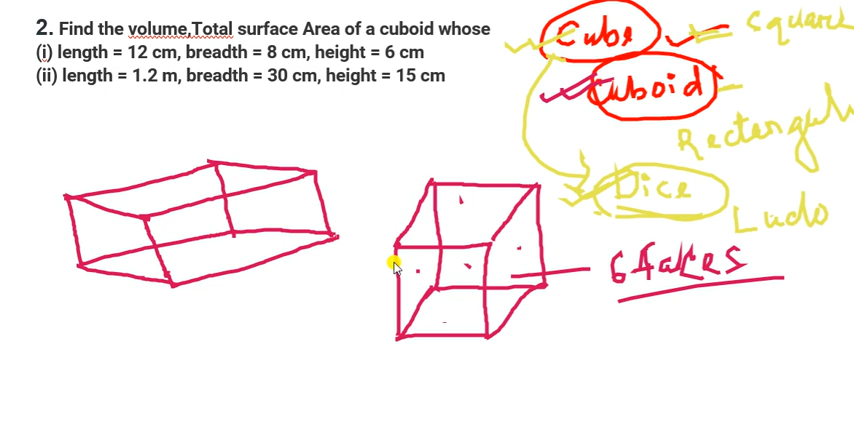 2. Find the volume,Total surface Area of a cuboid whose
(i) length = 12 cm, breadth = 8 cm, height = 6 cm
(ii) length = 1.2 m, breadth = 30 cm, height = 15 cm
Cube
Square
Cuboid
Rectangul
Dice
Ludo
6 faces